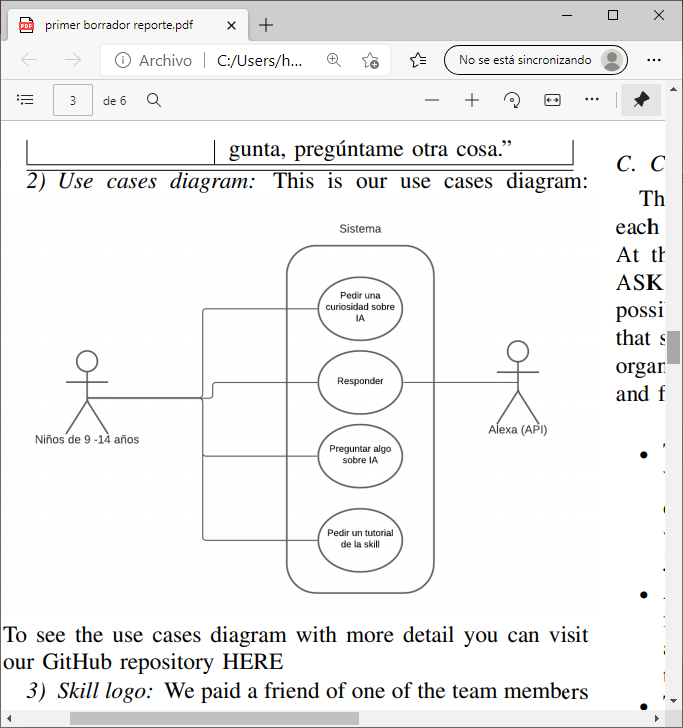 primer borrador reporte.pdf
Archivo | C:/Users/h...
No se está sincronizando
3 de 6
gunta, pregúntame otra cosa.”
2) Use cases diagram: This is our use cases diagram:
Sistema
Pedir una
curiosidad sobre
IA
Responder
Preguntar algo
sobre IA
Pedir un tutorial
de la skill
Niños de 9 -14 años
Alexa (API)
To see the use cases diagram with more detail you can visit
our GitHub repository HERE
3) Skill logo: We paid a friend of one of the team members
C. C
Th
each
At th
ASK
possi
that s
organ
and f